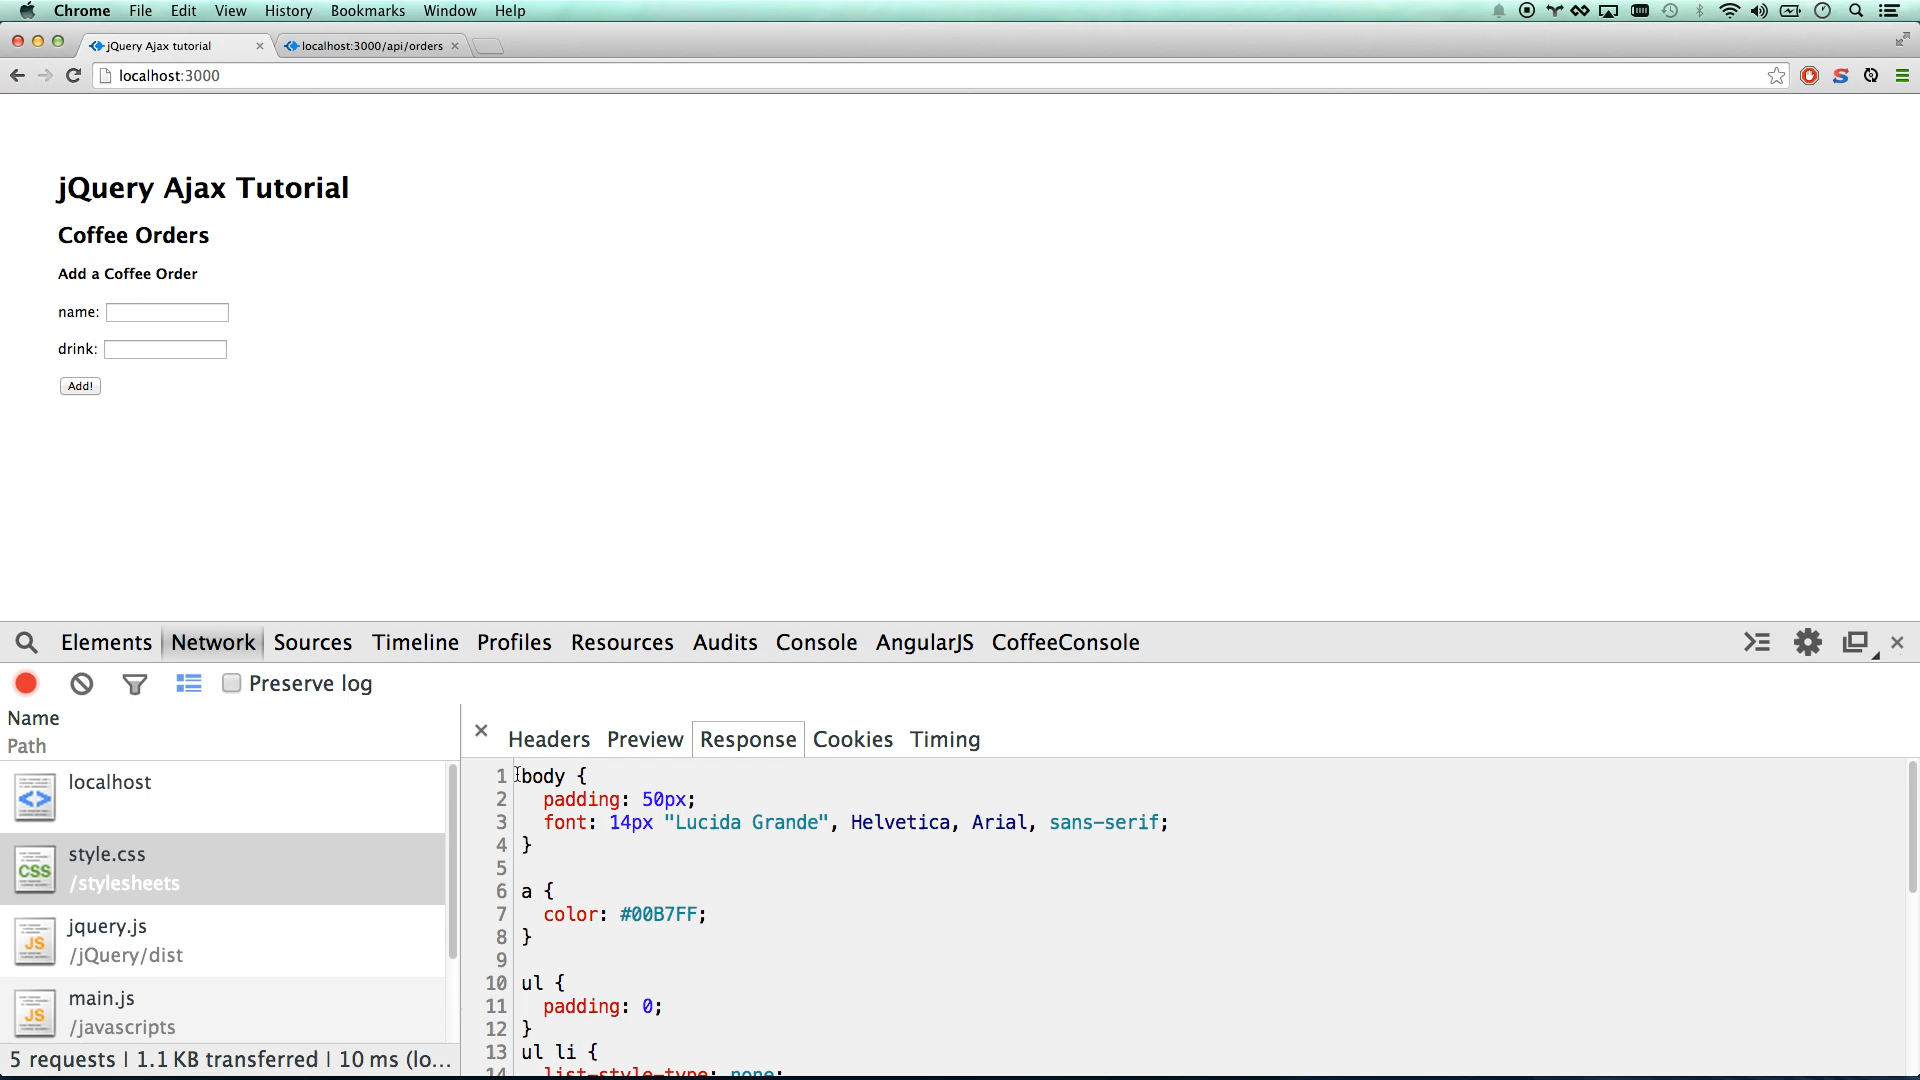 Chrome File Edit View History Bookmarks Window Help
jQuery Ajax tutorial localhost:3000/api/orders
localhost:3000
jQuery Ajax Tutorial
Coffee Orders
Add a Coffee Order
name:
drink:
Add!
Elements Network Sources Timeline Profiles Resources Audits Console AngularJS CoffeeConsole
Preserve log
Name
Path
Headers Preview Response Cookies Timing
localhost
style.css
/stylesheets
jquery.js
/jQuery/dist
main.js
/javascripts
5 requests | 1.1 KB transferred | 10 ms (lo...
1 body {
2 padding: 50px;
3 font: 14px "Lucida Grande", Helvetica, Arial, sans-serif;
4 }
5
6 a {
7 color: #00B7FF;
8 }
9
10 ul {
11 padding: 0;
12 }
13 ul li {
14 list-style-type: none;